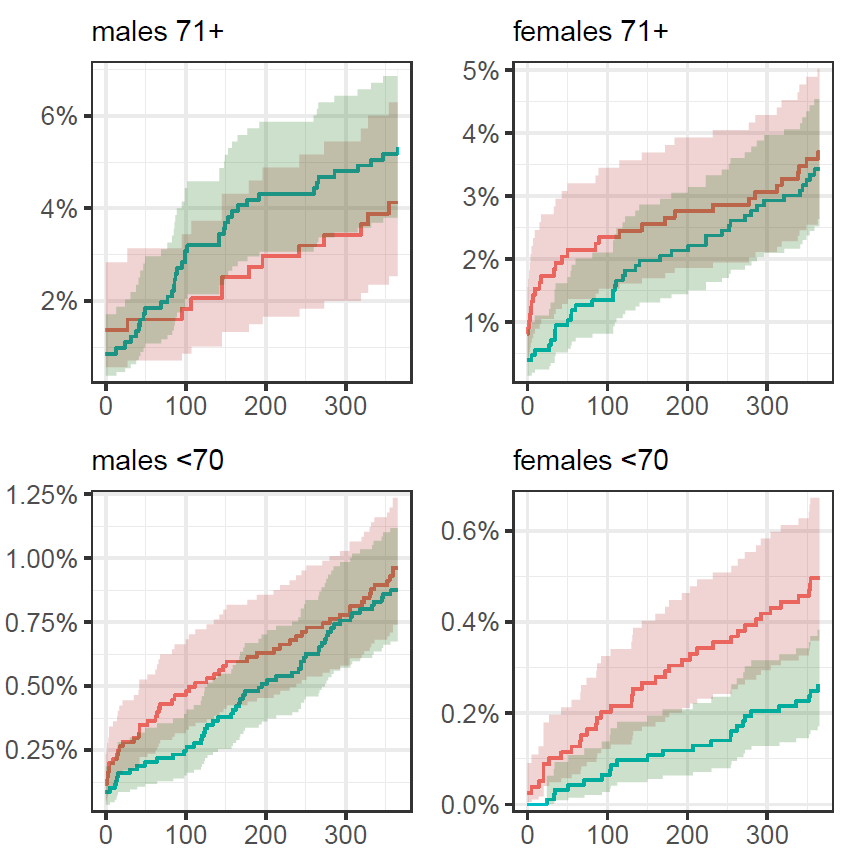 males 71+
6%
4%
2%
0 100 200 300
females 71+
5%
4%
3%
2%
1%
0 100 200 300
males <70
1.25%
1.00%
0.75%
0.50%
0.25%
0 100 200 300
females <70
0.6%
0.4%
0.2%
0.0%
0 100 200 300